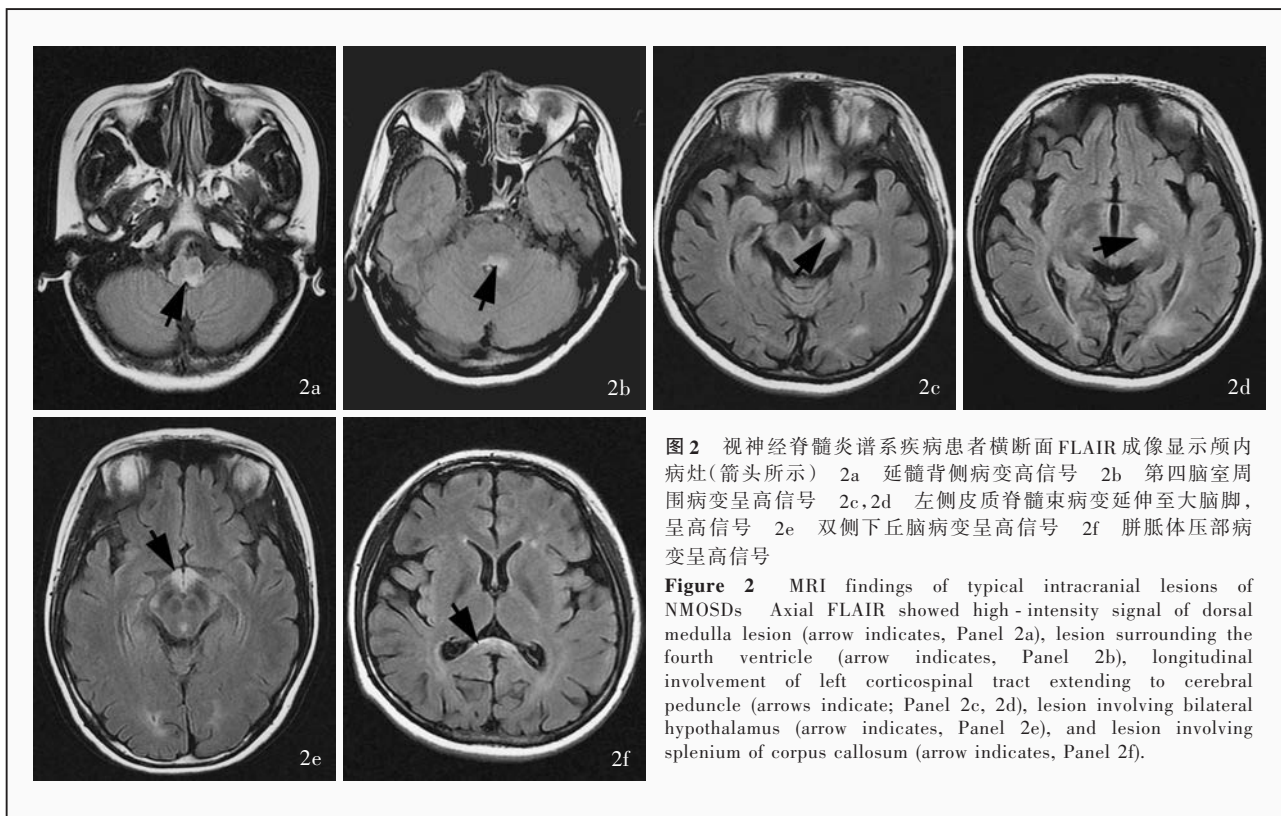 2a
2b
2c
2d
2e
2f
图2 视神经脊髓炎谱系疾病患者横断面FLAIR成像显示颅内
病灶(箭头所示) 2a 延髓背侧病变高信号 2b 第四脑室周
围病变呈高信号 2c,2d 左侧皮质脊髓束病变延伸至大脑脚,
呈高信号 2e 双侧下丘脑病变呈高信号 2f 胼胝体压部病
变呈高信号
Figure 2 MRI findings of typical intracranial lesions of
NMOSDs Axial FLAIR showed high-intensity signal of dorsal
medulla lesion (arrow indicates, Panel 2a), lesion surrounding the
fourth ventricle (arrow indicates, Panel 2b), longitudinal
involvement of left corticospinal tract extending to cerebral
peduncle (arrows indicate; Panel 2c, 2d), lesion involving bilateral
hypothalamus (arrow indicates, Panel 2e), and lesion involving
splenium of corpus callosum (arrow indicates, Panel 2f).